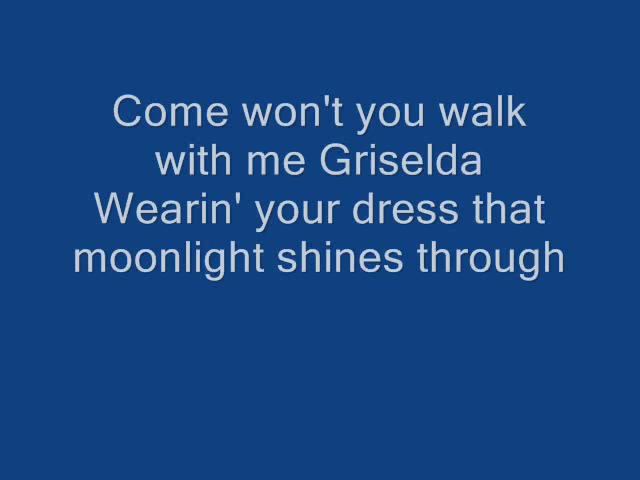 Come won't you walk
with me Griselda
Wearin' your dress that
moonlight shines through